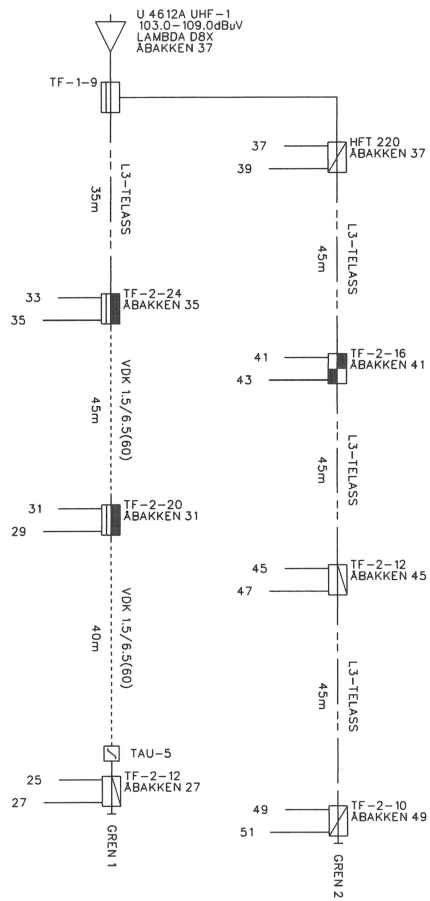 U 4612A UHF-1
103.0-109.0dBuV
LAMBDA D8X
ÅBAKKEN 37
TF-1-9
L3-TELASS
35m
33
35
TF-2-24
ÅBAKKEN 35
VDK 1.5/6.5(60)
45m
31
29
TF-2-20
ÅBAKKEN 31
VDK 1.5/6.5(60)
40m
TAU-5
25
27
TF-2-12
ÅBAKKEN 27
GREN 1
37
39
HFT 220
ÅBAKKEN 37
L3-TELASS
45m
41
43
TF-2-16
ÅBAKKEN 41
L3-TELASS
45m
45
47
TF-2-12
ÅBAKKEN 45
L3-TELASS
45m
49
51
TF-2-10
ÅBAKKEN 49
GREN 2